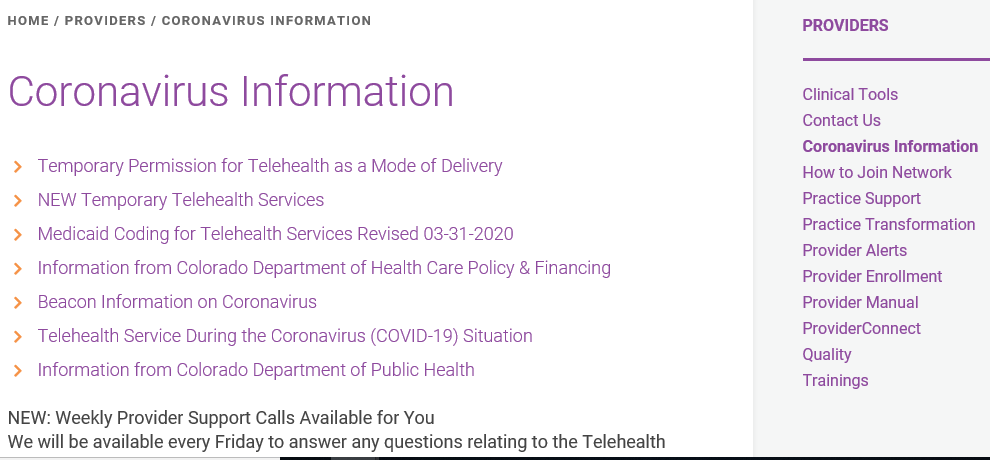 HOME / PROVIDERS / CORONAVIRUS INFORMATION
Coronavirus Information
Temporary Permission for Telehealth as a Mode of Delivery
NEW Temporary Telehealth Services
Medicaid Coding for Telehealth Services Revised 03-31-2020
Information from Colorado Department of Health Care Policy & Financing
Beacon Information on Coronavirus
Telehealth Service During the Coronavirus (COVID-19) Situation
Information from Colorado Department of Public Health
NEW: Weekly Provider Support Calls Available for You
We will be available every Friday to answer any questions relating to the Telehealth
PROVIDERS
Clinical Tools
Contact Us
Coronavirus Information
How to Join Network
Practice Support
Practice Transformation
Provider Alerts
Provider Enrollment
Provider Manual
ProviderConnect
Quality
Trainings